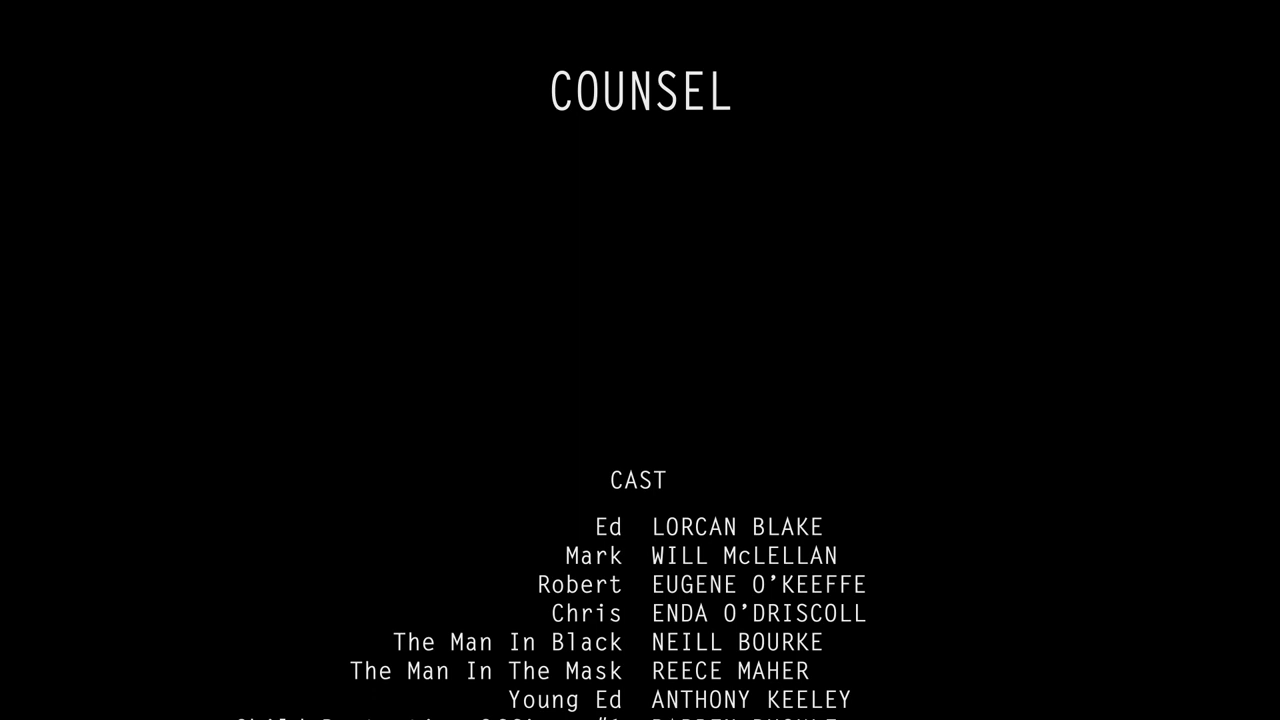 COUNSEL
CAST
Ed LORCAN BLAKE
Mark WILL McLELLAN
Robert EUGENE O'KEEFFE
Chris ENDA O'DRISCOLL
The Man In Black NEILL BOURKE
The Man In The Mask REECE MAHER
Young Ed ANTHONY KEELEY